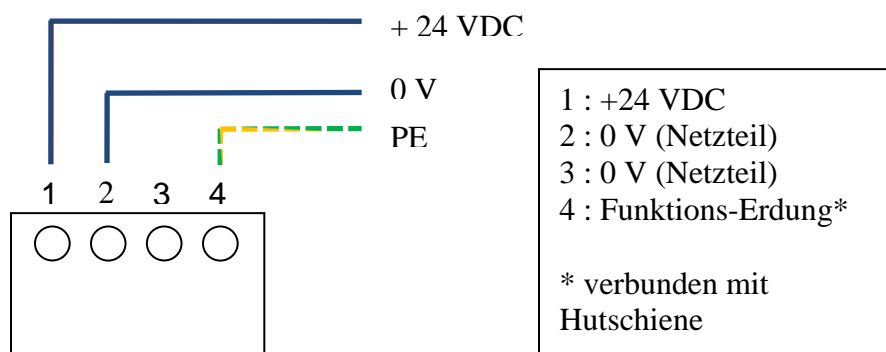 + 24 VDC
0 V
PE
1 2 3 4
1 : +24 VDC
2 : 0 V (Netzteil)
3 : 0 V (Netzteil)
4 : Funktions-Erdung*
* verbunden mit
Hutschiene